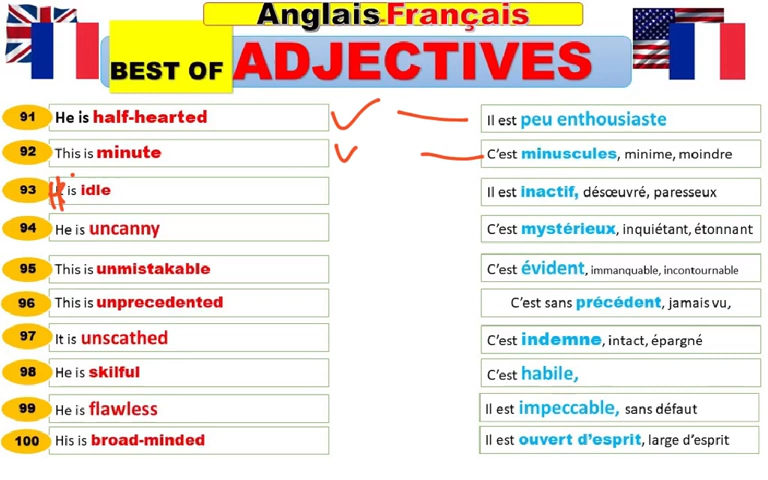 Anglais Français
BEST OF ADJECTIVES
91 He is half-hearted Il est peu enthousiaste
92 This is minute C'est minuscules, minime, moindre
93 is idle Il est inactif, désœuvré, paresseux
94 He is uncanny C'est mystérieux, inquiétant, étonnant
95 This is unmistakable C'est évident, immanquable, incontournable
96 This is unprecedented C'est sans précédent, jamais vu,
97 It is unscathed C'est indemne, intact, épargné
98 He is skilful C'est habile,
99 He is flawless Il est impeccable, sans défaut
100 His is broad-minded Il est ouvert d'esprit, large d'esprit